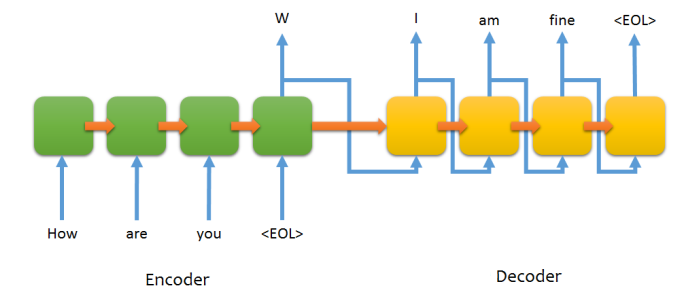 W I am fine <EOL>
How are you <EOL>
Encoder Decoder